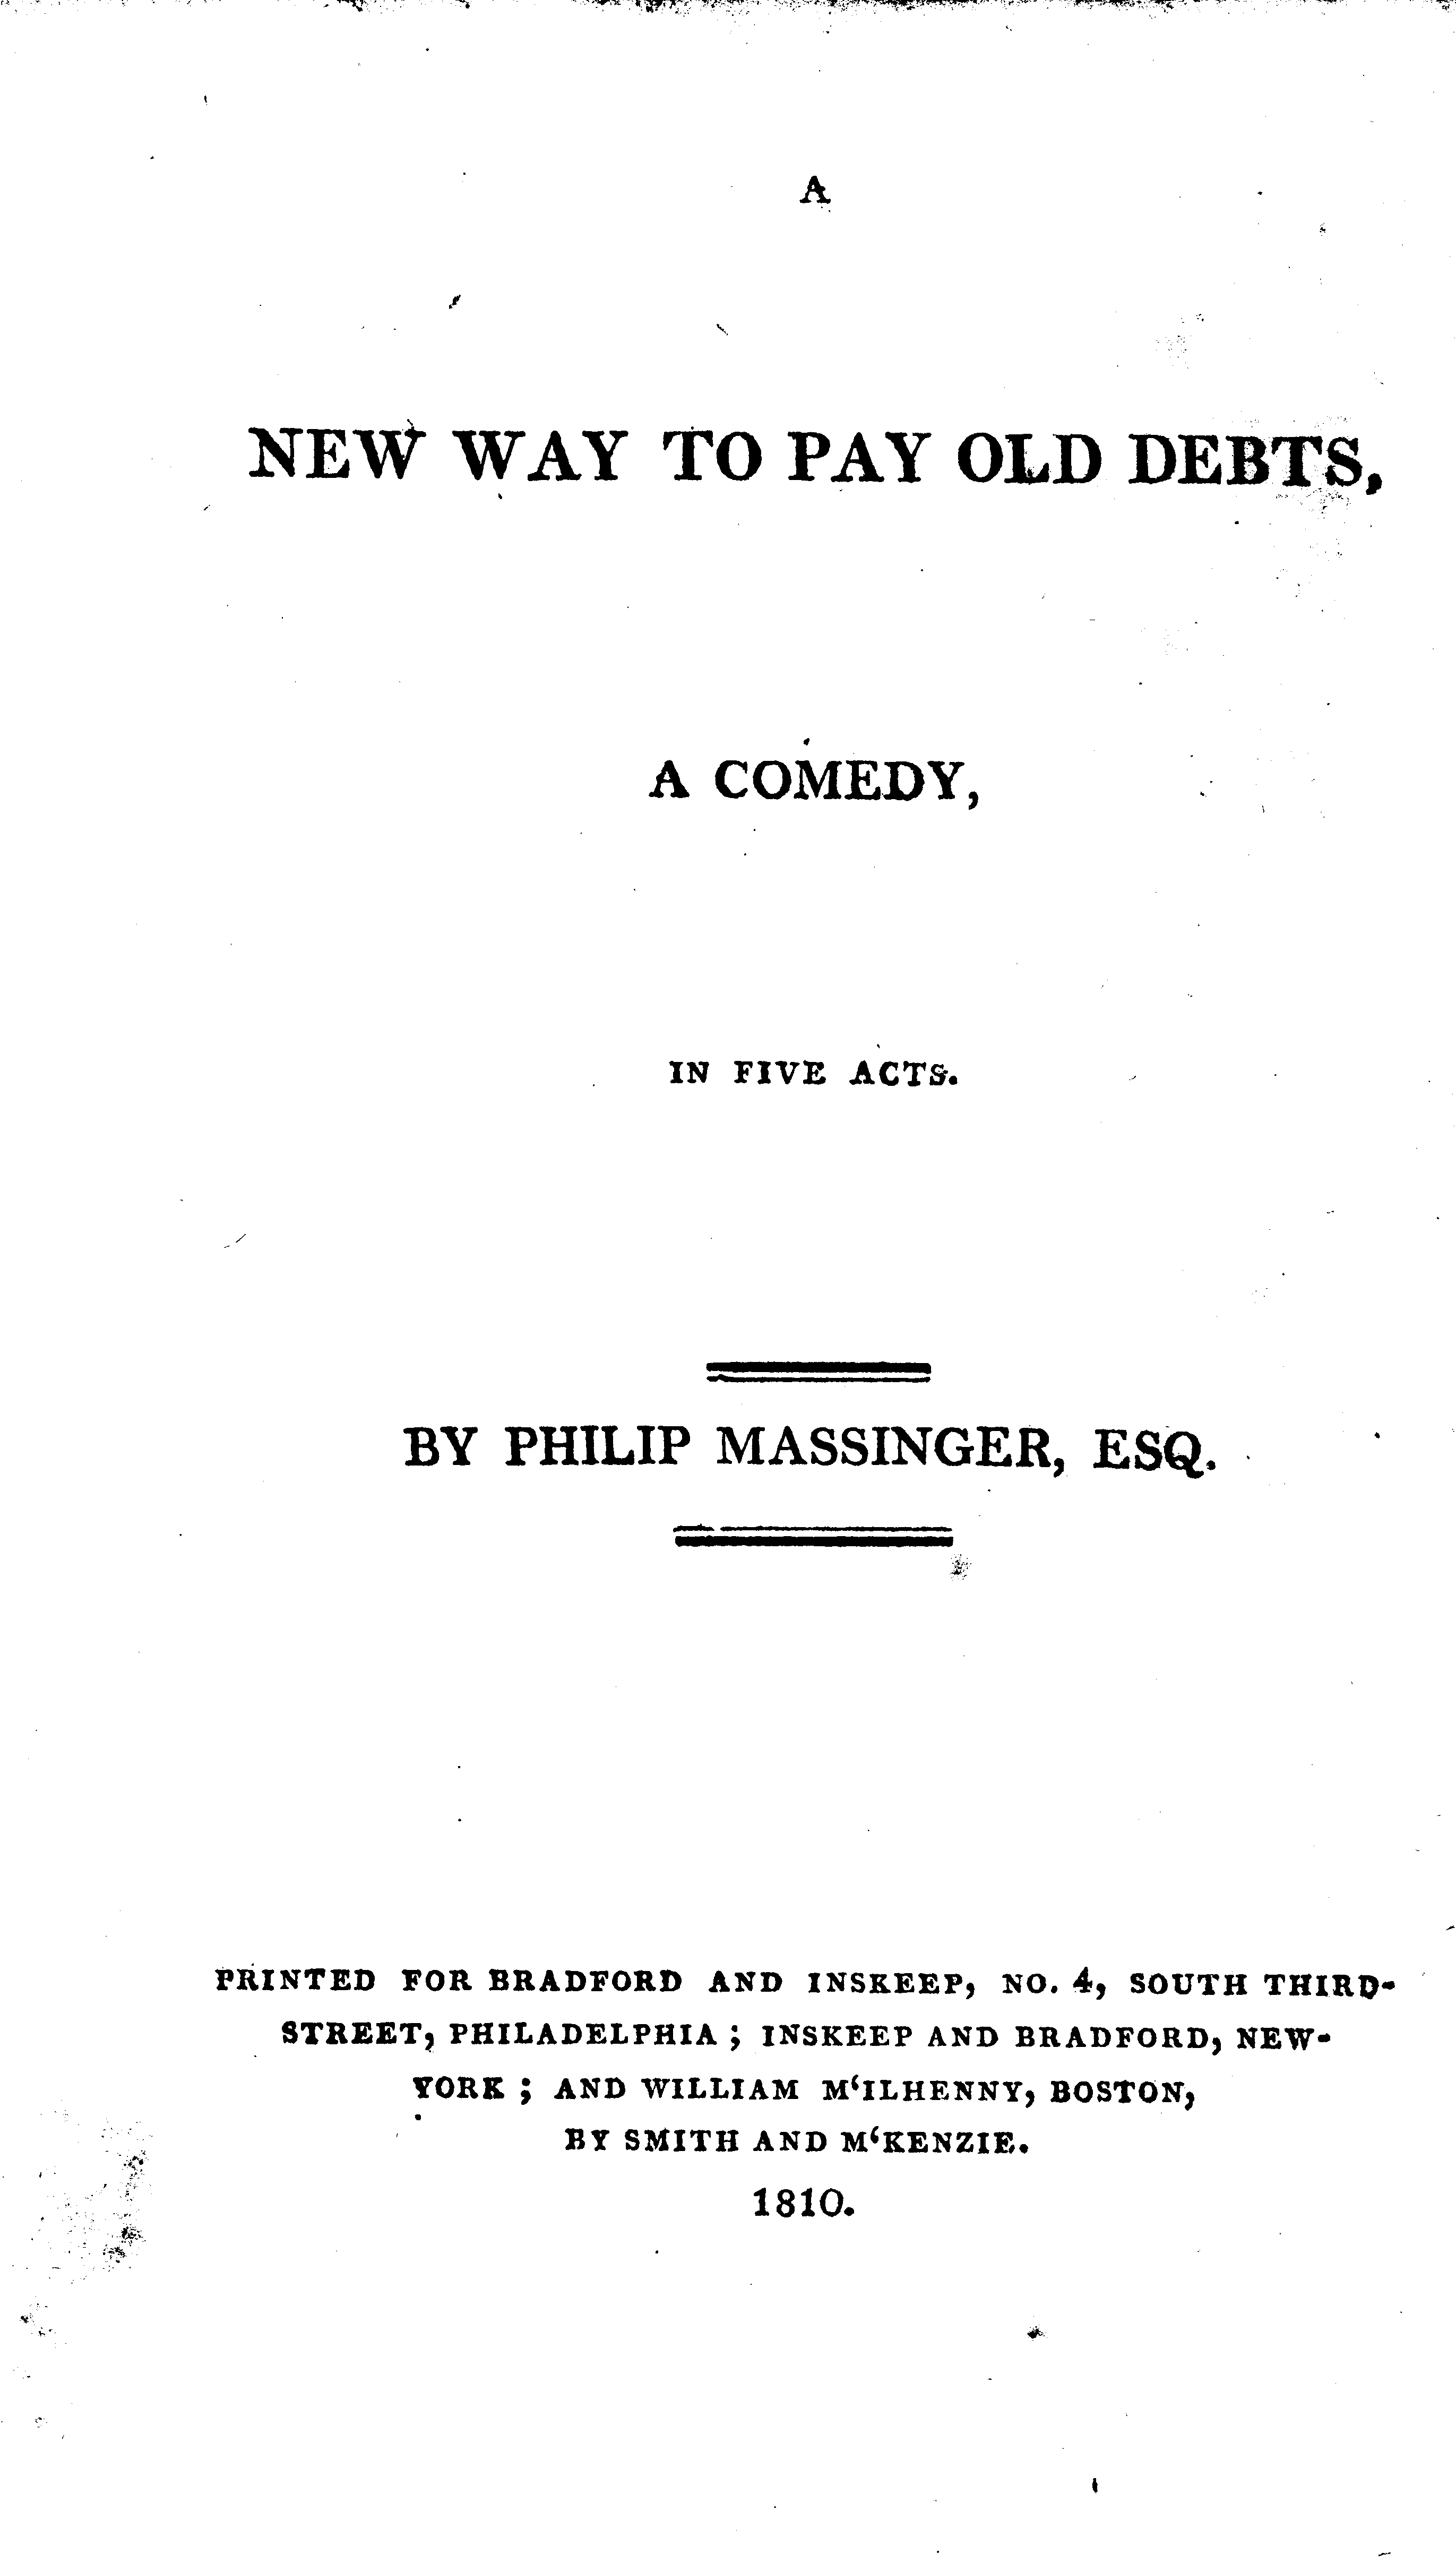 A
NEW WAY TO PAY OLD DEBTS,
A COMEDY,
IN FIVE ACTS.
BY PHILIP MASSINGER, ESQ.
PRINTED FOR BRADFORD AND INSKEEP, NO. 4, SOUTH THIRD-
STREET, PHILADELPHIA ; INSKEEP AND BRADFORD, NEW-
YORK ; AND WILLIAM M‘ILHENNY, BOSTON,
BY SMITH AND M‘KENZIE.
1810.